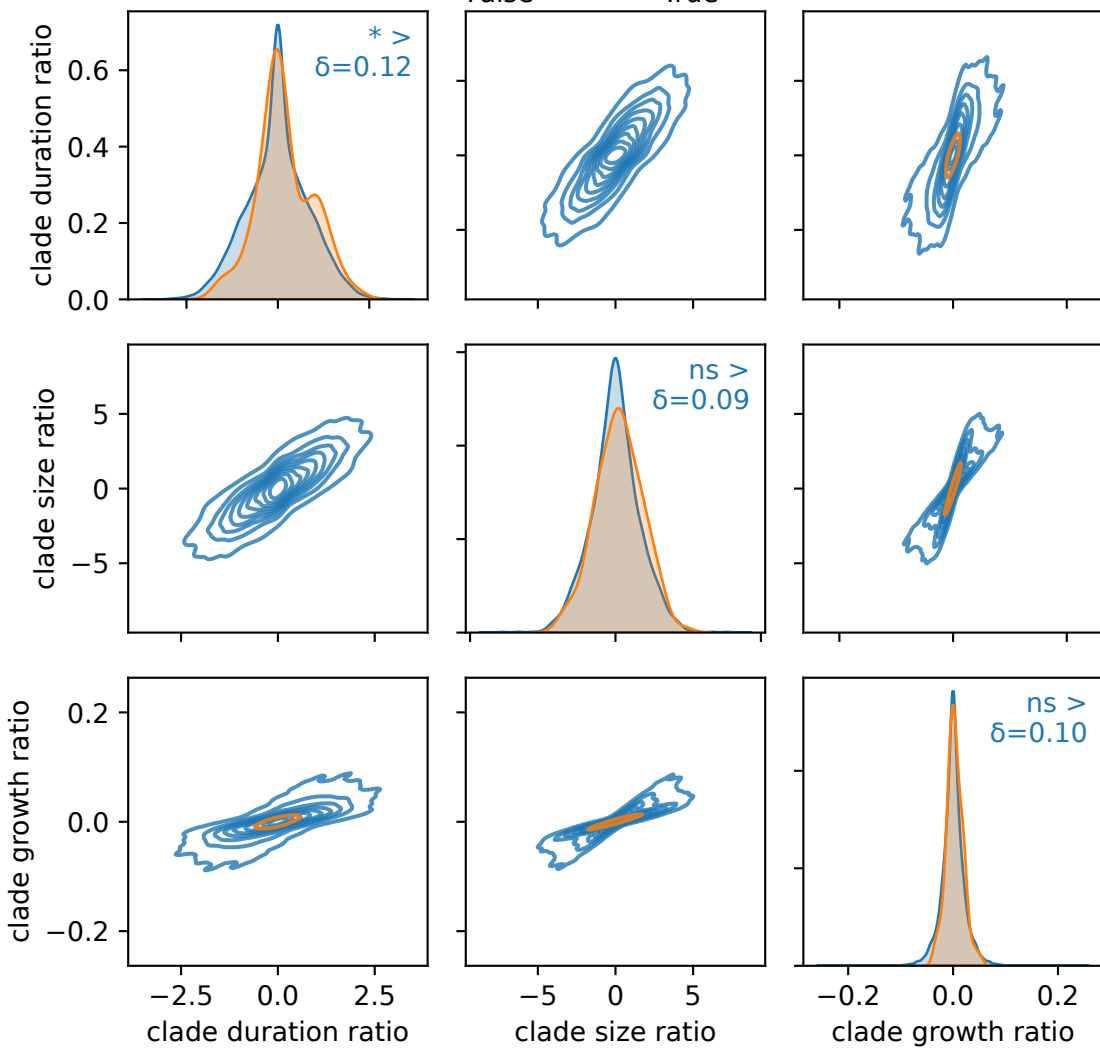 True
* >
δ=0.12
clade duration ratio
0.6
0.4
0.2
0.0
ns >
δ=0.09
clade size ratio
5
0
−5
ns >
δ=0.10
clade growth ratio
0.2
0.0
−0.2
−2.5 0.0 2.5
−5 0 5
−0.2 0.0 0.2
clade duration ratio
clade size ratio
clade growth ratio